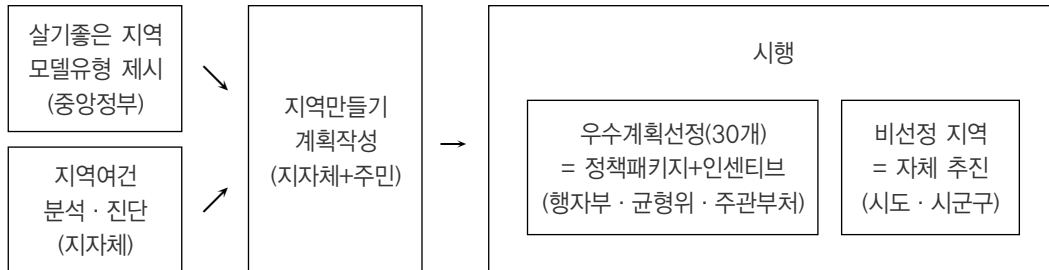 살기좋은 지역
모델유형 제시
(중앙정부)
지역여건
분석 · 진단
(지자체)
지역만들기
계획작성
(지자체+주민)
시행
우수계획선정(30개)
= 정책패키지+인센티브
(행자부 · 균형위 · 주관부처)
비선정 지역
= 자체 추진
(시도 · 시군구)